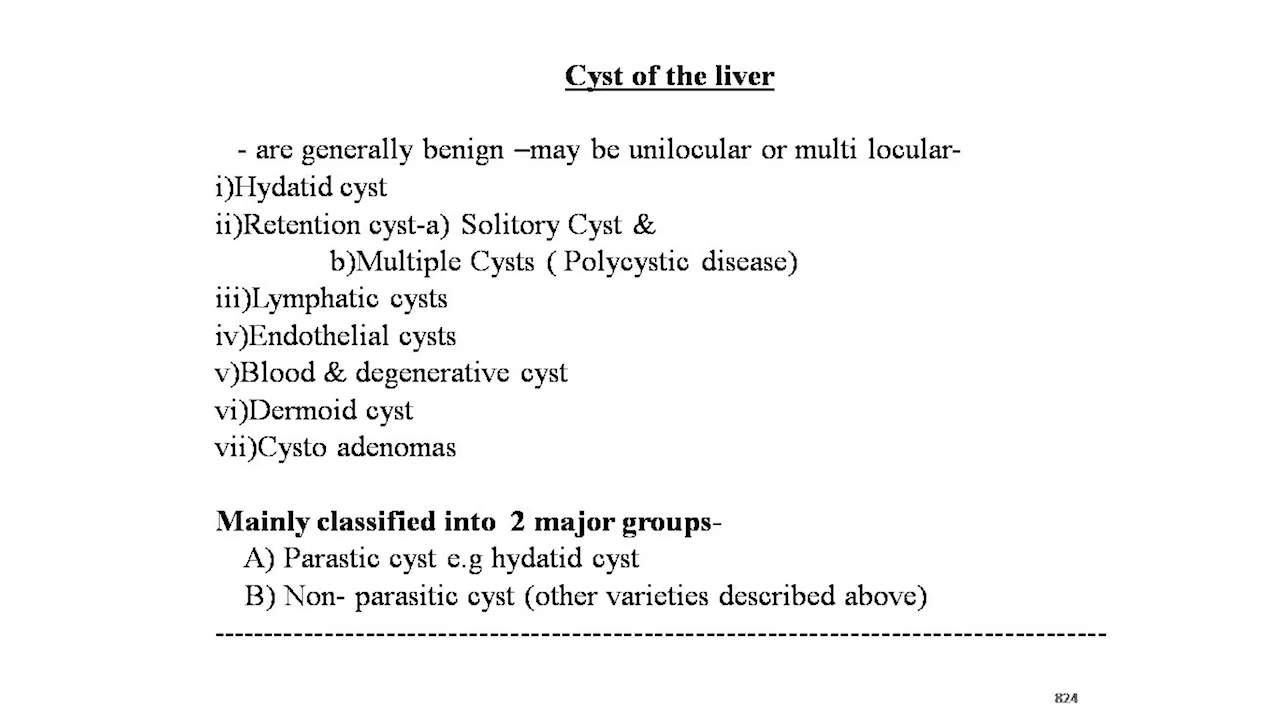 Cyst of the liver
- are generally benign –may be unilocular or multi locular-
i)Hydatid cyst
ii)Retention cyst-a) Solitory Cyst &
b)Multiple Cysts ( Polycystic disease)
iii)Lymphatic cysts
iv)Endothelial cysts
v)Blood & degenerative cyst
vi)Dermoid cyst
vii)Cysto adenomas
Mainly classified into 2 major groups-
A) Parastic cyst e.g hydatid cyst
B) Non- parasitic cyst (other varieties described above)
--------------------------------------------------------------------------------------
824